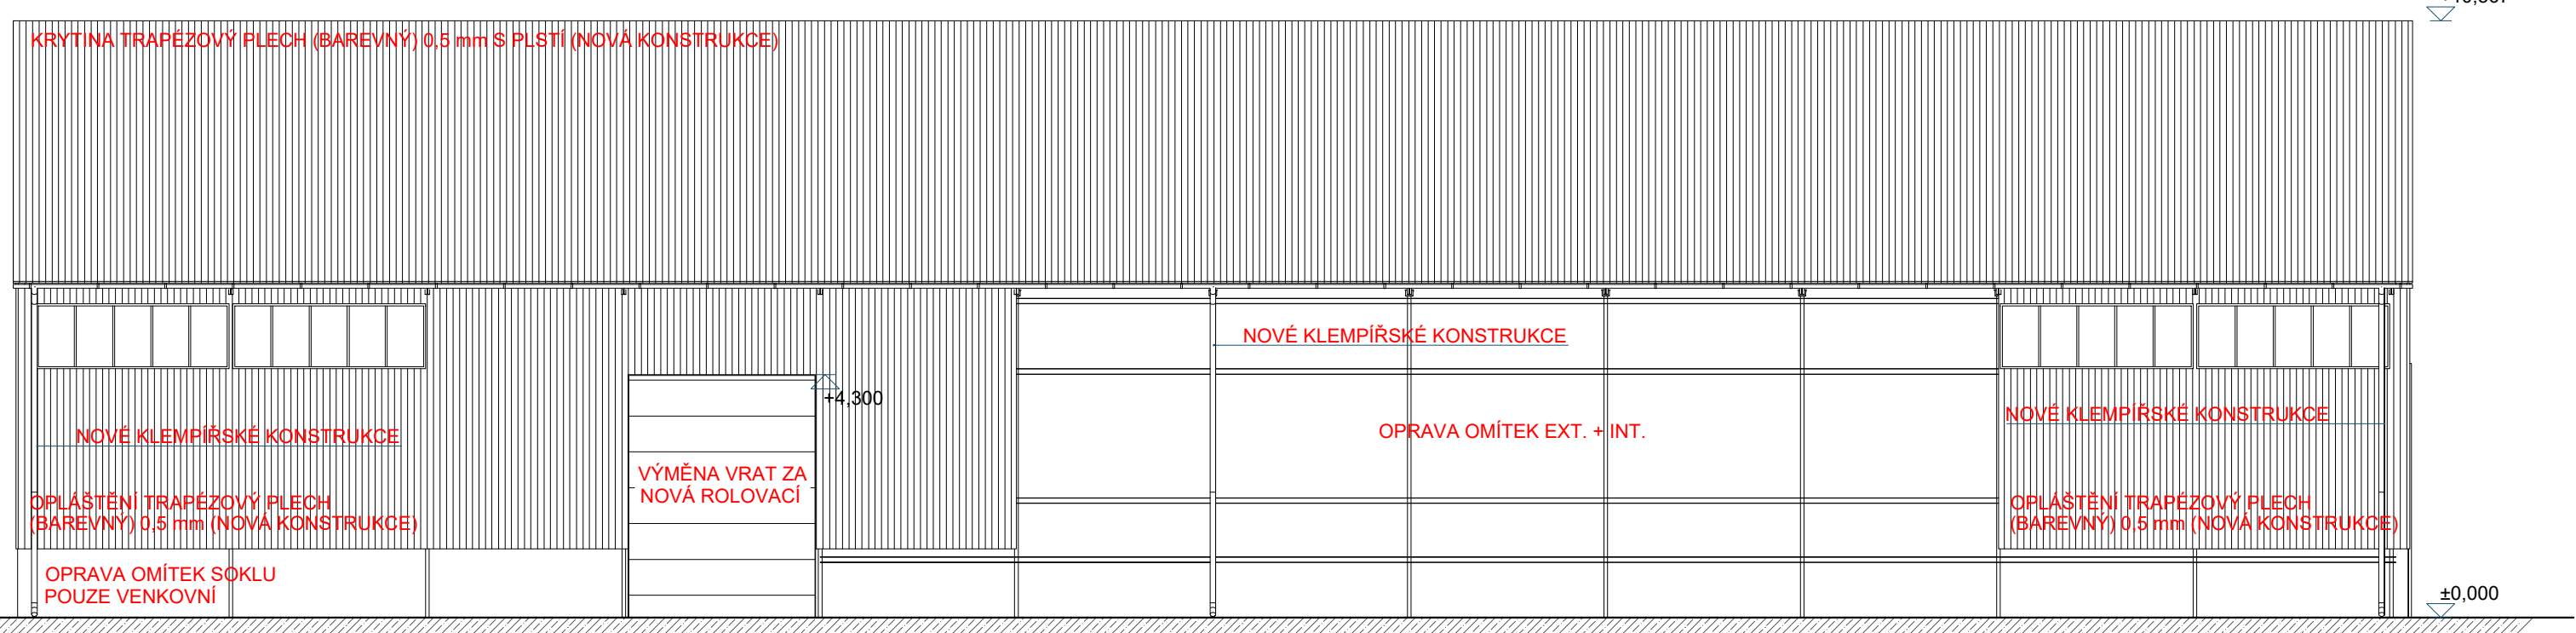 KRYTINA TRAPÉZOVÝ PLECH (BAREVNÝ) 0,5 mm S PLSTÍ (NOVÁ KONSTRUKCE)
NOVÉ KLEMPÍŘSKÉ KONSTRUKCE
+4,300
NOVÉ KLEMPÍŘSKÉ KONSTRUKCE
OPRAVA OMÍTEK EXT. + INT.
NOVÉ KLEMPÍŘSKÉ KONSTRUKCE
VÝMĚNA VRAT ZA
NOVÁ ROLOVACÍ
OPLÁŠTĚNÍ TRAPÉZOVÝ PLECH
(BAREVNÝ) 0,5 mm (NOVÁ KONSTRUKCE)
OPLÁŠTĚNÍ TRAPÉZOVÝ PLECH
(BAREVNÝ) 0,5 mm (NOVÁ KONSTRUKCE)
OPRAVA OMÍTEK SOKLU
POUZE VENKOVNÍ
±0,000